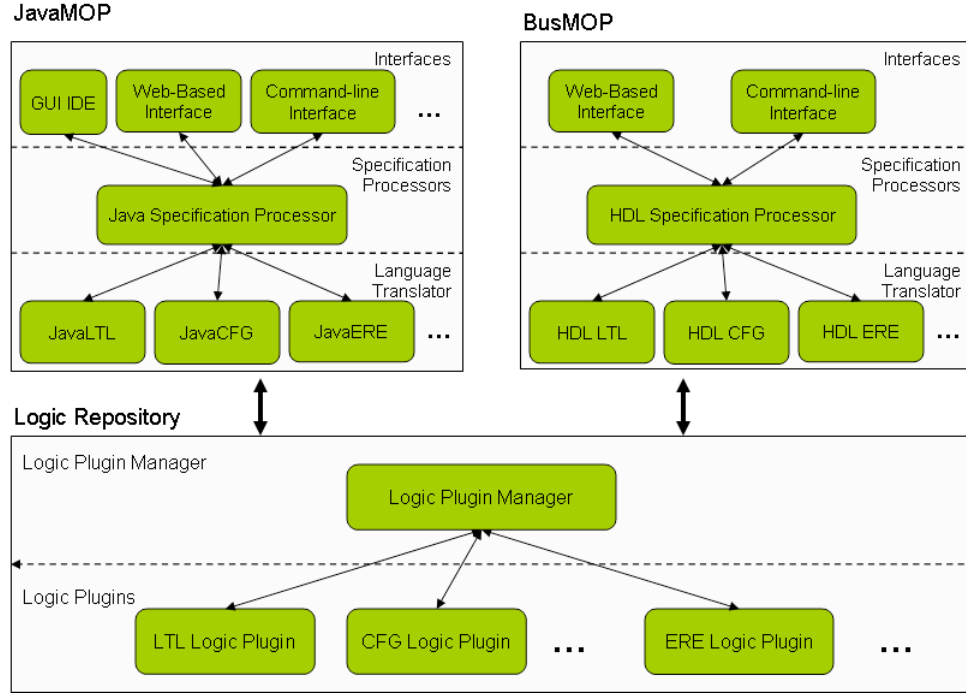 JavaMOP
BusMOP
Interfaces
GUI IDE
Web-Based
Interface
Command-line
Interface
...
Specification
Processors
Java Specification Processor
Language
Translator
JavaLTL
JavaCFG
JavaERE
...
Interfaces
Web-Based
Interface
Command-line
Interface
Specification
Processors
HDL Specification Processor
Language
Translator
HDL LTL
HDL CFG
HDL ERE
...
Logic Repository
Logic Plugin Manager
Logic Plugin Manager
Logic Plugins
LTL Logic Plugin
CFG Logic Plugin
...
ERE Logic Plugin
...